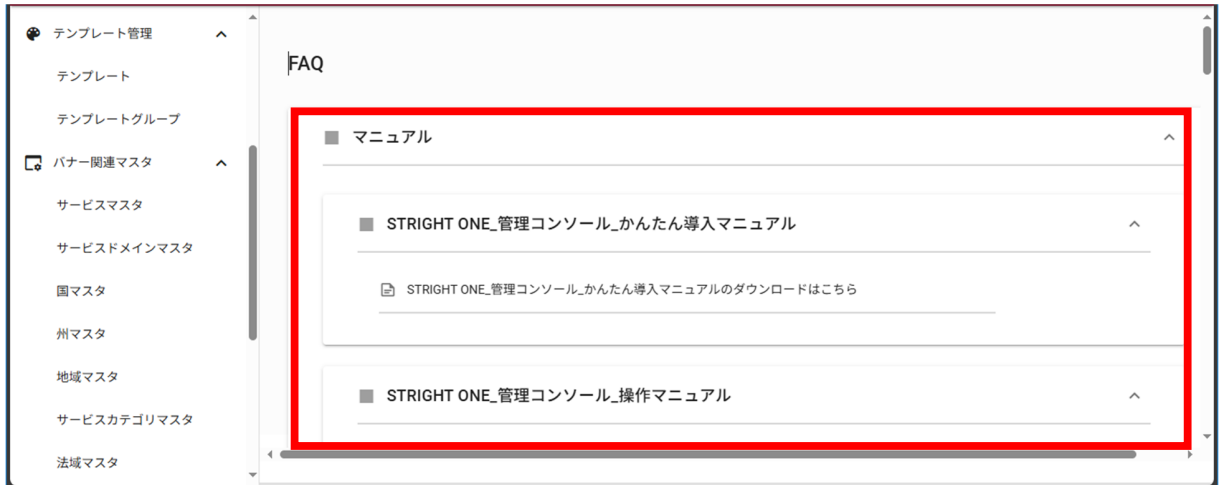 テンプレート管理
テンプレート
テンプレートグループ
バナー関連マスタ
サービスマスタ
サービスドメインマスタ
国マスタ
州マスタ
地域マスタ
サービスカテゴリマスタ
法域マスタ
FAQ
マニュアル
STRIGHT ONE_管理コンソール_かんたん導入マニュアル
STRIGHT ONE_管理コンソール_かんたん導入マニュアルのダウンロードはこちら
STRIGHT ONE_管理コンソール_操作マニュアル